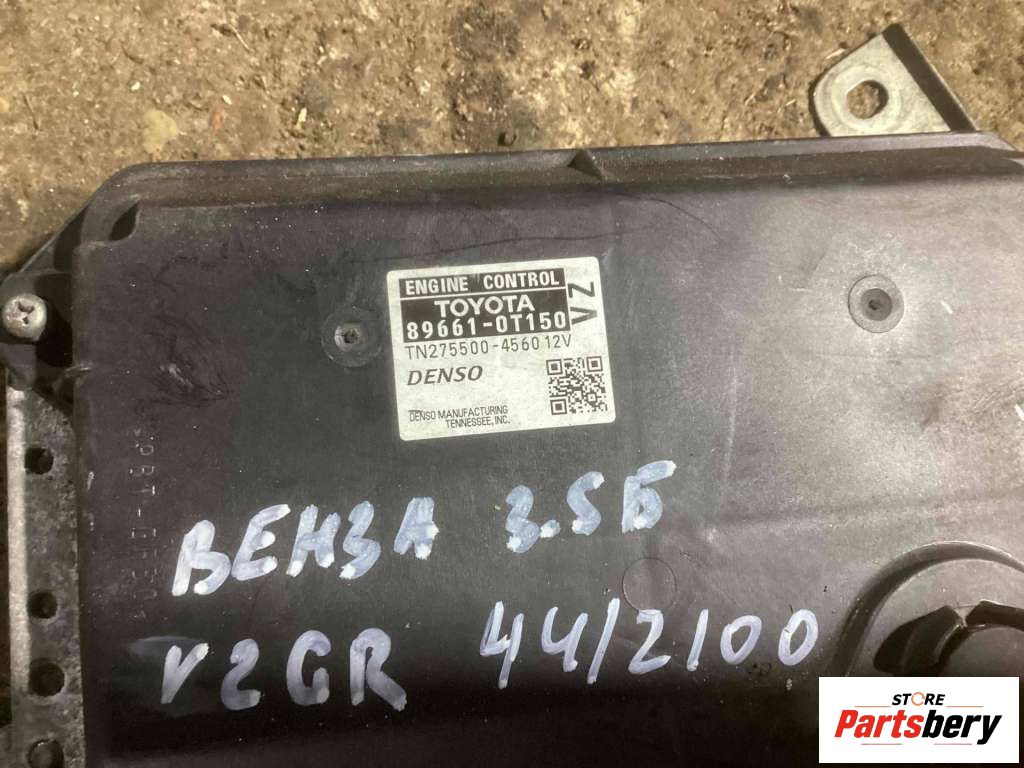 ENGINE CONTROL
TOYOTA
89661-0T150
VZ
TN275500-4560 12V
DENSO
DENSO MANUFACTURING
TENNESSEE, INC.
ВЕНЗА 3.5Б
V2GR 44/2100
STORE
Partsbery